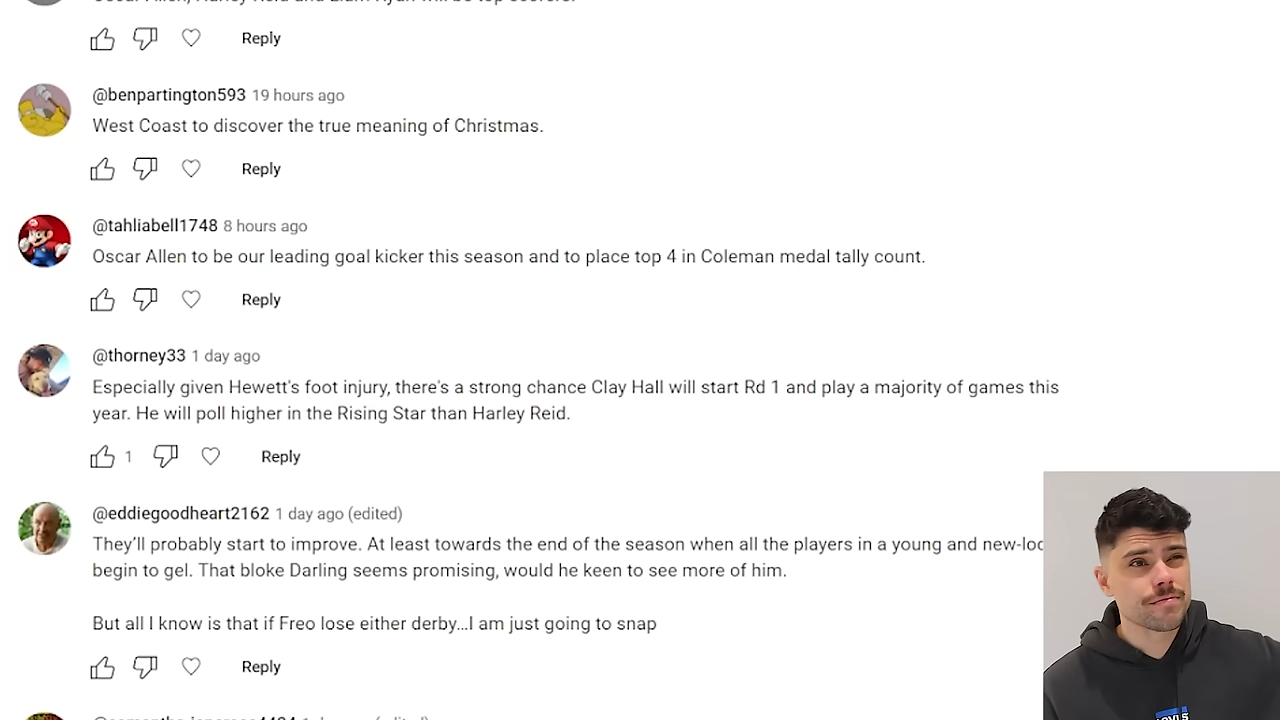 Reply
@benpartington593 19 hours ago
West Coast to discover the true meaning of Christmas.
Reply
@tahliabell1748 8 hours ago
Oscar Allen to be our leading goal kicker this season and to place top 4 in Coleman medal tally count.
Reply
@thorney33 1 day ago
Especially given Hewett's foot injury, there's a strong chance Clay Hall will start Rd 1 and play a majority of games this
year. He will poll higher in the Rising Star than Harley Reid.
1 Reply
@eddiegoodheart2162 1 day ago (edited)
They’ll probably start to improve. At least towards the end of the season when all the players in a young and
begin to gel. That bloke Darling seems promising, would he keen to see more of him.
But all I know is that if Freo lose either derby…I am just going to snap
Reply